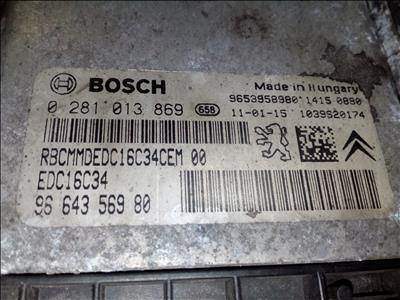 BOSCH
Made in Hungary
0 281 013 869 658
9653958980 1415 0890
11-01-15 1039S20174
RBCMMDEDC16C34CEM 00
EDC16C34
96 643 569 80